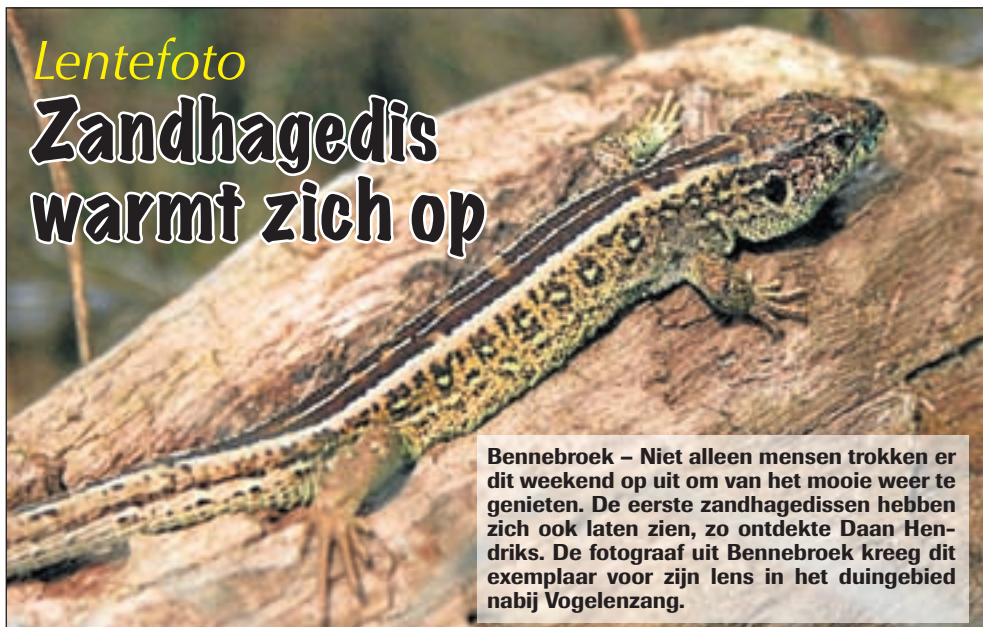 Lentefoto
Zandhagedis
warmt zich op
Bennebroek – Niet alleen mensen trokken er
dit weekend op uit om van het mooie weer te
genieten. De eerste zandhagedissen hebben
zich ook laten zien, zo ontdekte Daan Hen-
driks. De fotograaf uit Bennebroek kreeg dit
exemplaar voor zijn lens in het duingebied
nabij Vogelenzang.